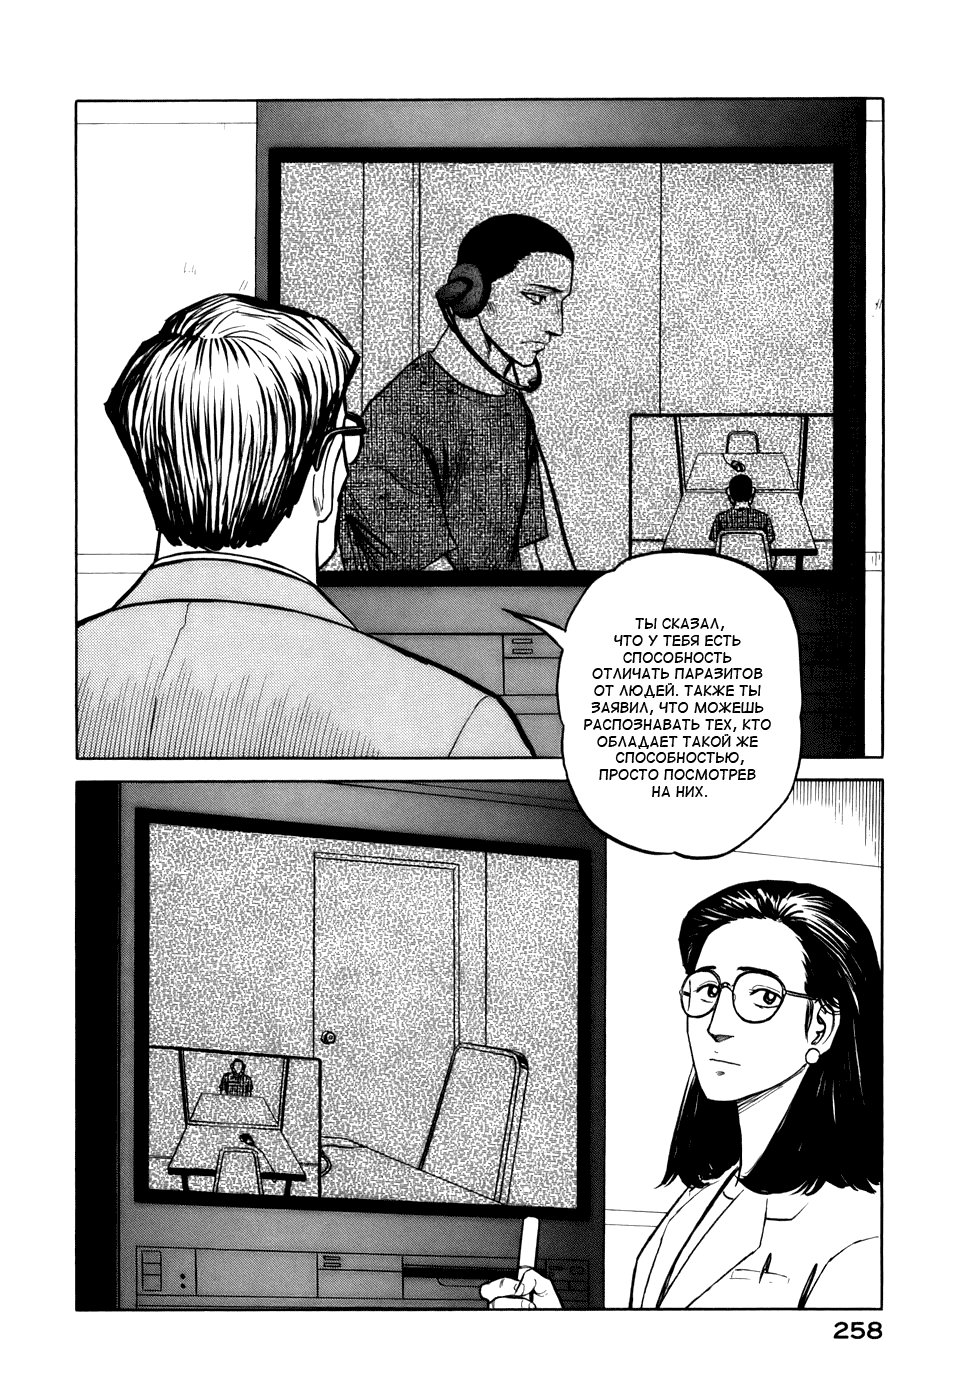 ТЫ СКАЗАЛ,
ЧТО У ТЕБЯ ЕСТЬ
СПОСОБНОСТЬ
ОТЛИЧАТЬ ПАРАЗИТОВ
ОТ ЛЮДЕЙ. ТАКЖЕ ТЫ
ЗАЯВИЛ, ЧТО МОЖЕШЬ
РАСПОЗНАВАТЬ ТЕХ, КТО
ОБЛАДАЕТ ТАКОЙ ЖЕ
СПОСОБНОСТЬЮ,
ПРОСТО ПОСМОТРЕВ
НА НИХ.
258